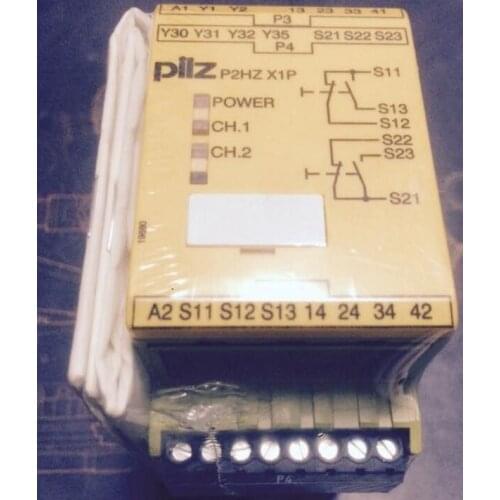 A1 Y1 Y2 13 23 33 41
P3
Y30 Y31 Y32 Y35 S21 S22 S23
P4
pilz P2HZ X1P
POWER
CH.1
CH.2
S11
S13
S12
S22
S23
S21
A2 S11 S12 S13 14 24 34 42